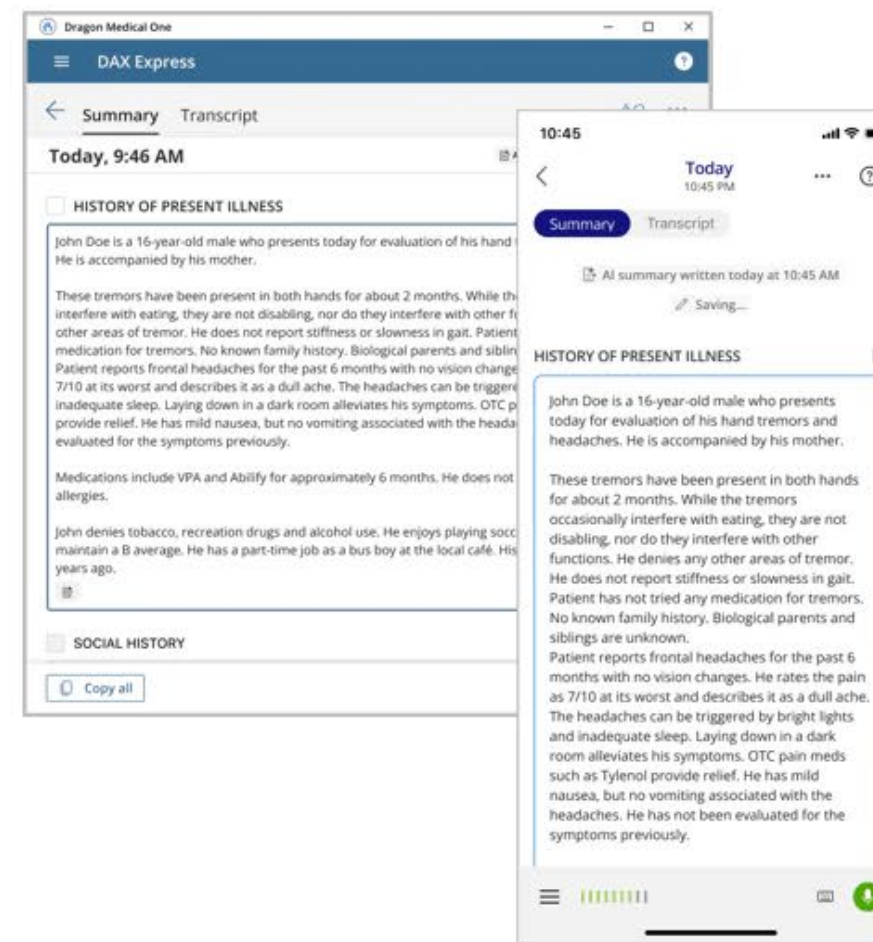 Dragon Medical One
DAX Express
?
Summary Transcript
Today, 9:46 AM
HISTORY OF PRESENT ILLNESS
John Doe is a 16-year-old male who presents today for evaluation of his hand
He is accompanied by his mother.
These tremors have been present in both hands for about 2 months. While
interfere with eating, they are not disabling, nor do they interfere with other
other areas of tremor. He does not report stiffness or slowness in gait. Patient
medication for tremors. No known family history. Biological parents and
Patient reports frontal headaches for the past 6 months with no vision change
7/10 at its worst and describes it as a dull ache. The headaches can be
inadequate sleep. Laying down in a dark room alleviates his symptoms. OTC
provide relief. He has mild nausea, but no vomiting associated with the
evaluated for the symptoms previously.
Medications include VPA and Abilify for approximately 6 months. He does not
allergies.
John denies tobacco, recreation drugs and alcohol use. He enjoys playing
maintain a B average. He has a part-time job as a bus boy at the local café. His
years ago.
SOCIAL HISTORY
Copy all
10:45
Today
10:45 PM
?
Summary Transcript
AI summary written today at 10:45 AM
Saving...
HISTORY OF PRESENT ILLNESS
John Doe is a 16-year-old male who presents
today for evaluation of his hand tremors and
headaches. He is accompanied by his mother.
These tremors have been present in both hands
for about 2 months. While the tremors
occasionally interfere with eating, they are not
disabling, nor do they interfere with other
functions. He denies any other areas of tremor.
He does not report stiffness or slowness in gait.
Patient has not tried any medication for tremors.
No known family history. Biological parents and
siblings are unknown.
Patient reports frontal headaches for the past 6
months with no vision changes. He rates the pain
as 7/10 at its worst and describes it as a dull ache.
The headaches can be triggered by bright lights
and inadequate sleep. Laying down in a dark
room alleviates his symptoms. OTC pain meds
such as Tylenol provide relief. He has mild
nausea, but no vomiting associated with the
headaches. He has not been evaluated for the
symptoms previously.